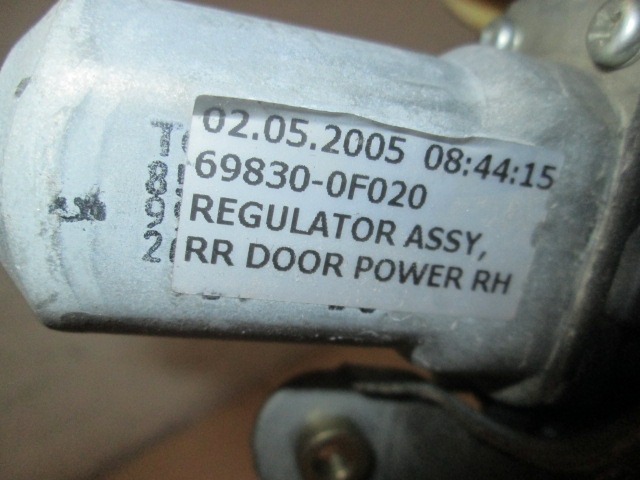 02.05.2005 08:44:15
69830-0F020
REGULATOR ASSY,
RR DOOR POWER RH